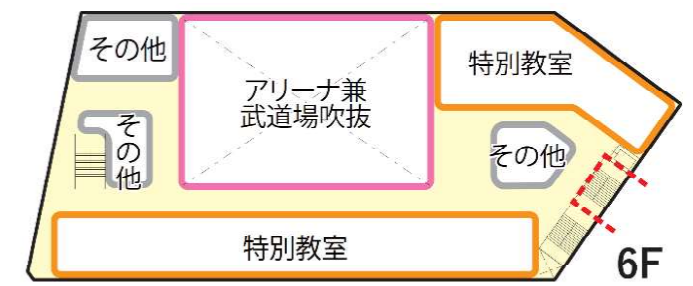 その他
アリーナ兼
武道場吹抜
特別教室
その他
その他
特別教室
6F